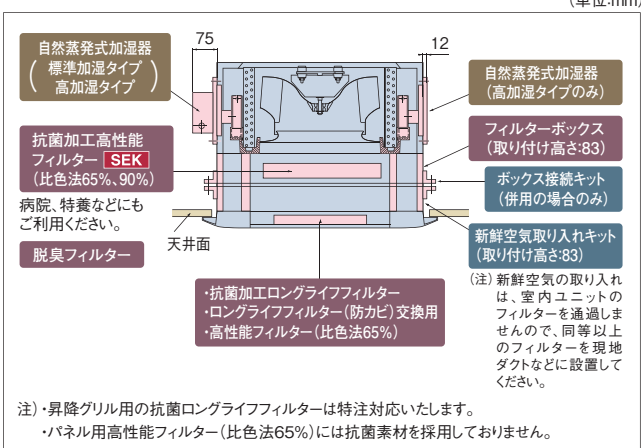 (単位:mm)
75
12
自然蒸発式加湿器
(標準加湿タイプ
高加湿タイプ)
自然蒸発式加湿器
(高加湿タイプのみ)
抗菌加工高性能
フィルター SEK
(比色法65%、90%)
病院、特養などにも
ご利用ください。
脱臭フィルター
天井面
フィルターボックス
(取り付け高さ:83)
ボックス接続キット
(併用の場合のみ)
新鮮空気取り入れキット
(取り付け高さ:83)
(注)新鮮空気の取り入れ
は、室内ユニットの
フィルターを通過しま
せんので、同等以上
のフィルターを現地
ダクトなどに設置して
ください。
・抗菌加工ロングライフフィルター
・ロングライフフィルター(防カビ)交換用
・高性能フィルター(比色法65%)
注)・昇降グリル用の抗菌ロングライフフィルターは特注対応いたします。
・パネル用高性能フィルター(比色法65%)には抗菌素材を採用しておりません。